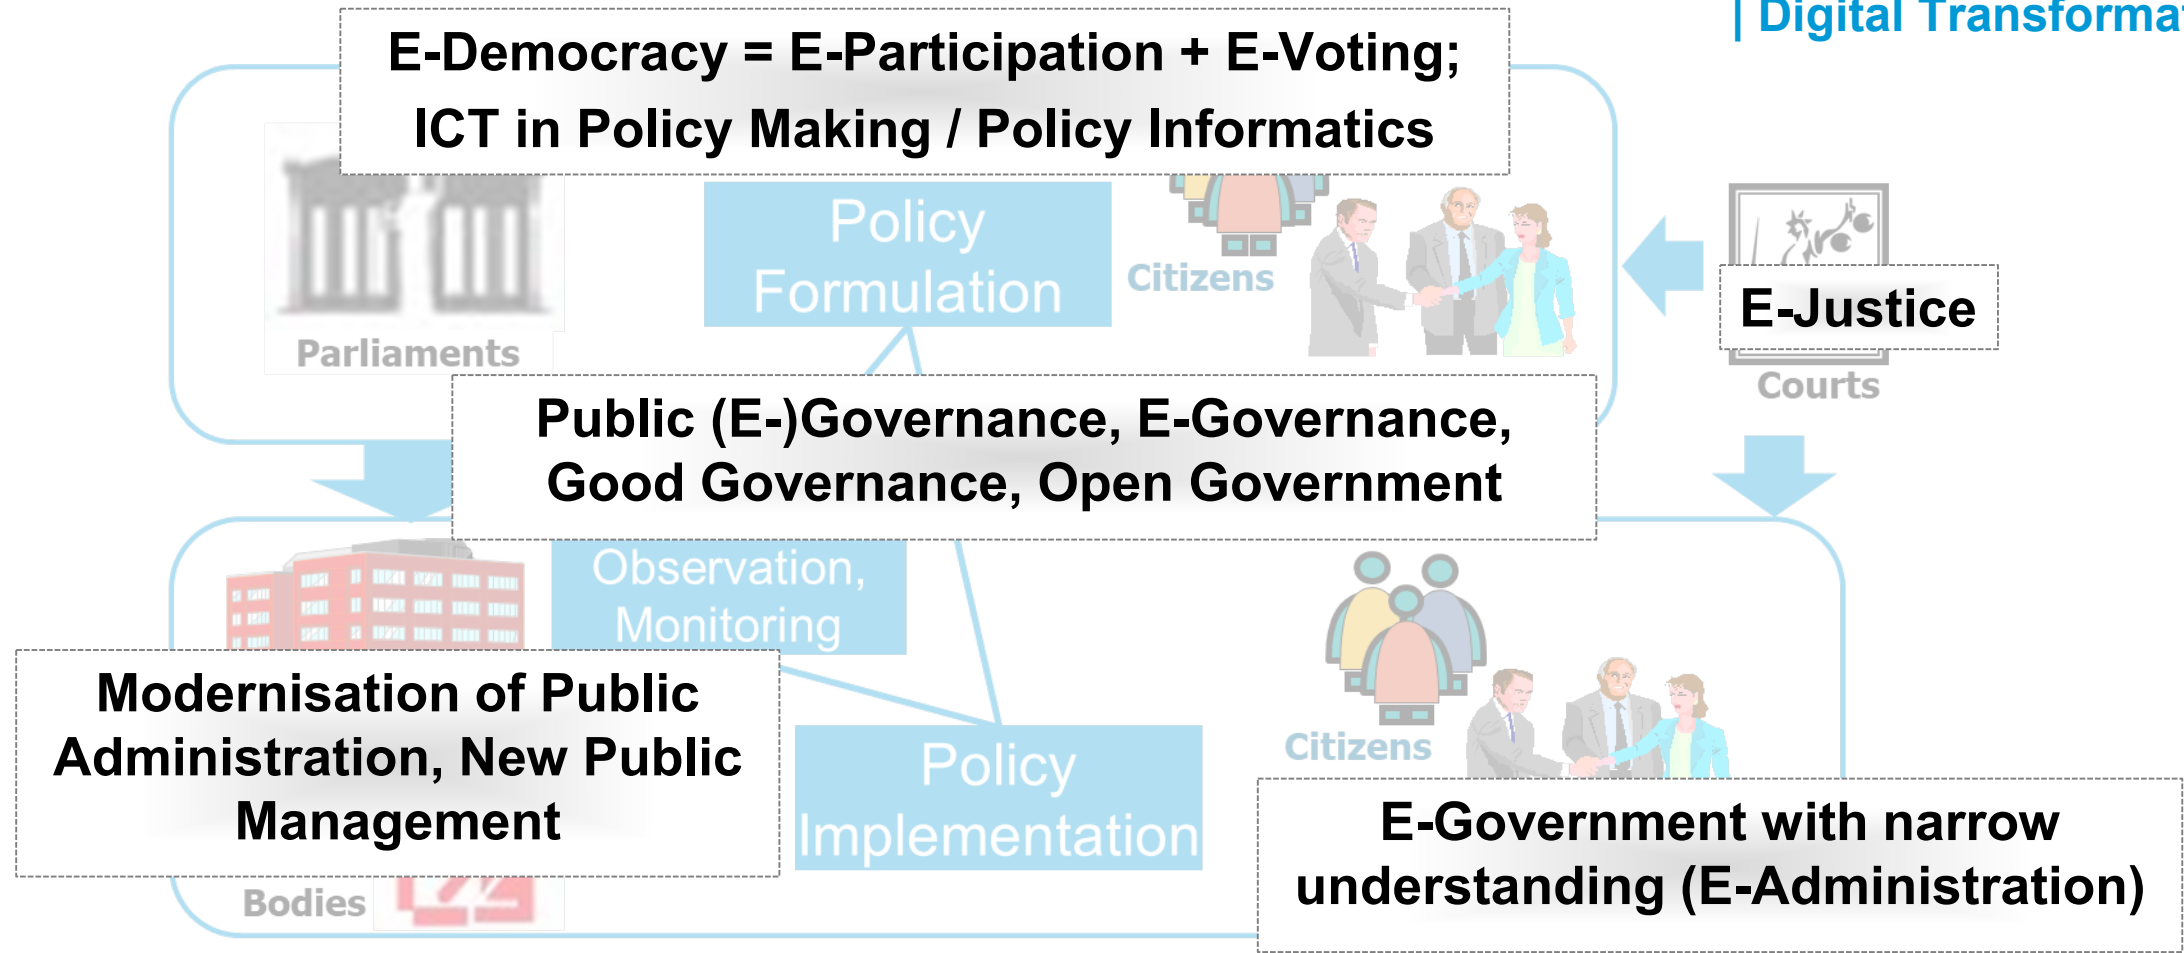 | Digital Transforma
E-Democracy = E-Participation + E-Voting;
ICT in Policy Making / Policy Informatics
Policy
Formulation
Citizens
Parliaments
E-Justice
Courts
Public (E-)Governance, E-Governance,
Good Governance, Open Government
Observation,
Monitoring
Modernisation of Public
Administration, New Public
Management
Policy
Implementation
Citizens
E-Government with narrow
understanding (E-Administration)
Bodies